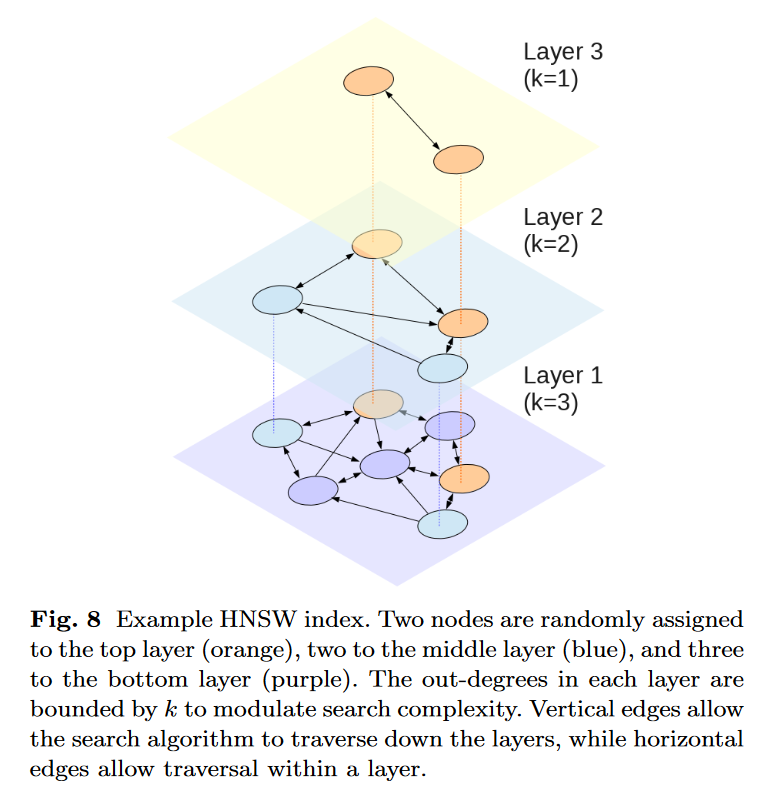 Layer 3
(k=1)
Layer 2
(k=2)
Layer 1
(k=3)
Fig. 8 Example HNSW index. Two nodes are randomly assigned
to the top layer (orange), two to the middle layer (blue), and three
to the bottom layer (purple). The out-degrees in each layer are
bounded by k to modulate search complexity. Vertical edges allow
the search algorithm to traverse down the layers, while horizontal
edges allow traversal within a layer.